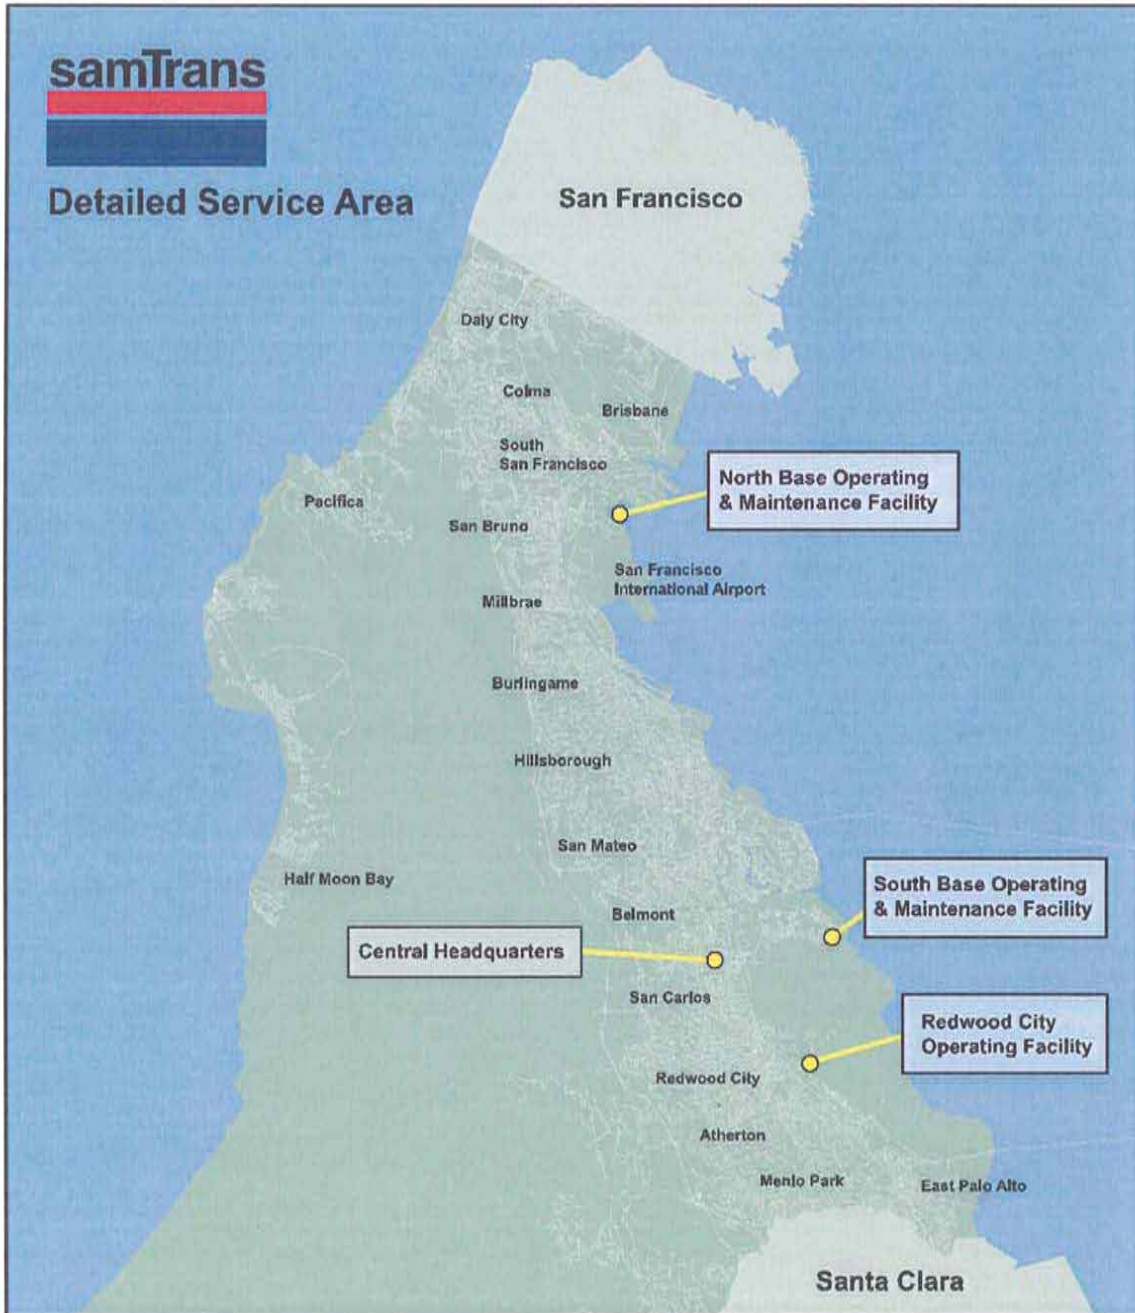 samTrans
Detailed Service Area
San Francisco
Daly City
Colma
Brisbane
South
San Francisco
North Base Operating
& Maintenance Facility
Pacifica
San Bruno
San Francisco
International Airport
Millbrae
Burlingame
Hillsborough
San Mateo
Half Moon Bay
South Base Operating
& Maintenance Facility
Belmont
Central Headquarters
San Carlos
Redwood City
Operating Facility
Redwood City
Atherton
Menlo Park
East Palo Alto
Santa Clara